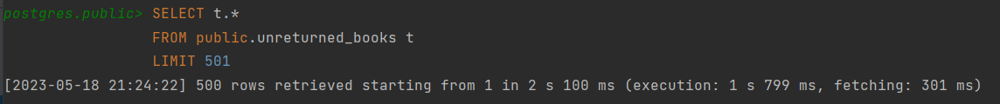 postgres.public> SELECT t.*
FROM public.unreturned_books t
LIMIT 501
[2023-05-18 21:24:22] 500 rows retrieved starting from 1 in 2 s 100 ms (execution: 1 s 799 ms, fetching: 301 ms)